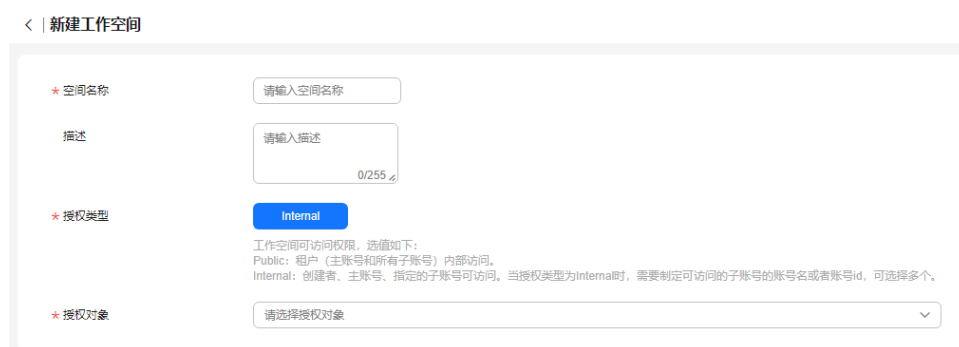 新建工作空间
* 空间名称 请输入空间名称
描述 请输入描述
0/255
* 授权类型 Internal
工作空间可访问权限，选值如下：
Public：租户（主账号和所有子账号）内部访问。
Internal：创建者、主账号、指定的子账号可访问。当授权类型为Internal时，需要制定可访问的子账号的账号名或者账号id，可选择多个。
* 授权对象 请选择授权对象